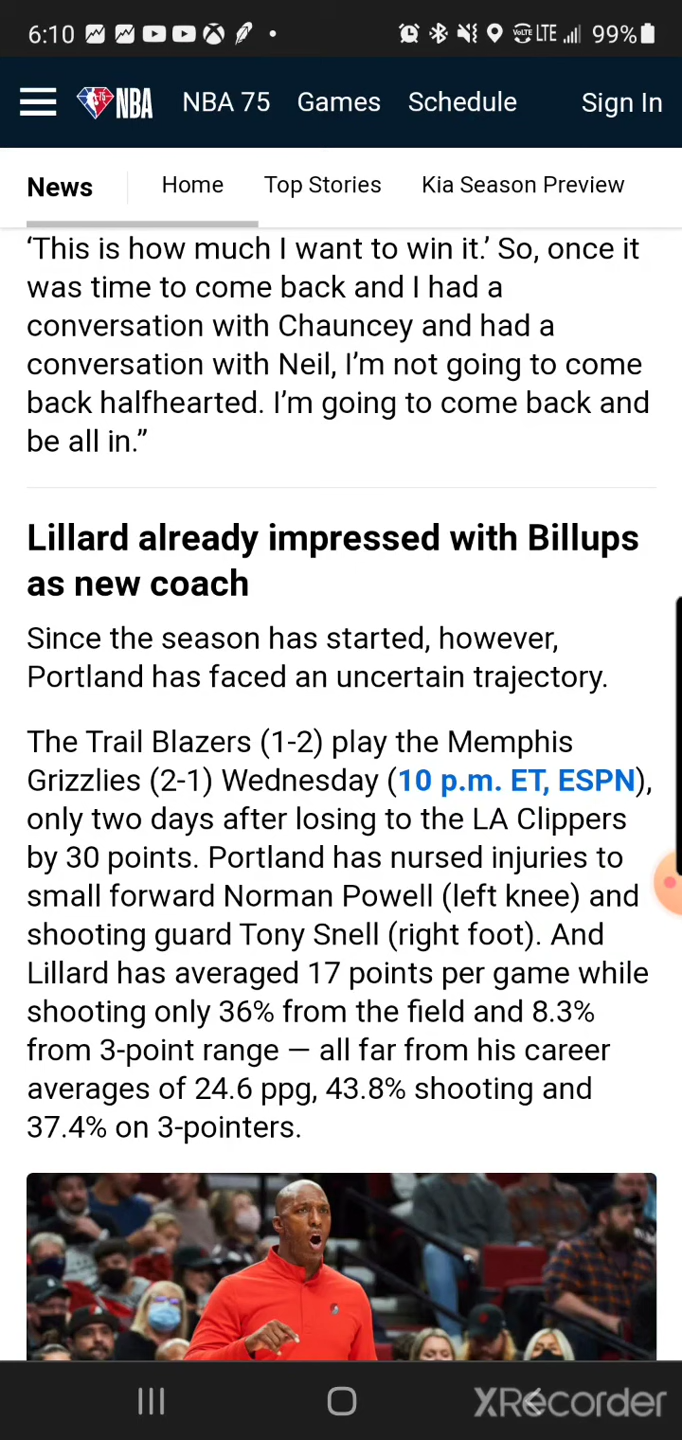 6:10 VoLTE LTE 99%
NBA NBA 75 Games Schedule Sign In
News Home Top Stories Kia Season Preview
‘This is how much I want to win it.’ So, once it
was time to come back and I had a
conversation with Chauncey and had a
conversation with Neil, I’m not going to come
back halfhearted. I’m going to come back and
be all in.”
Lillard already impressed with Billups
as new coach
Since the season has started, however,
Portland has faced an uncertain trajectory.
The Trail Blazers (1-2) play the Memphis
Grizzlies (2-1) Wednesday (10 p.m. ET, ESPN),
only two days after losing to the LA Clippers
by 30 points. Portland has nursed injuries to
small forward Norman Powell (left knee) and
shooting guard Tony Snell (right foot). And
Lillard has averaged 17 points per game while
shooting only 36% from the field and 8.3%
from 3-point range — all far from his career
averages of 24.6 ppg, 43.8% shooting and
37.4% on 3-pointers.
XRecorder